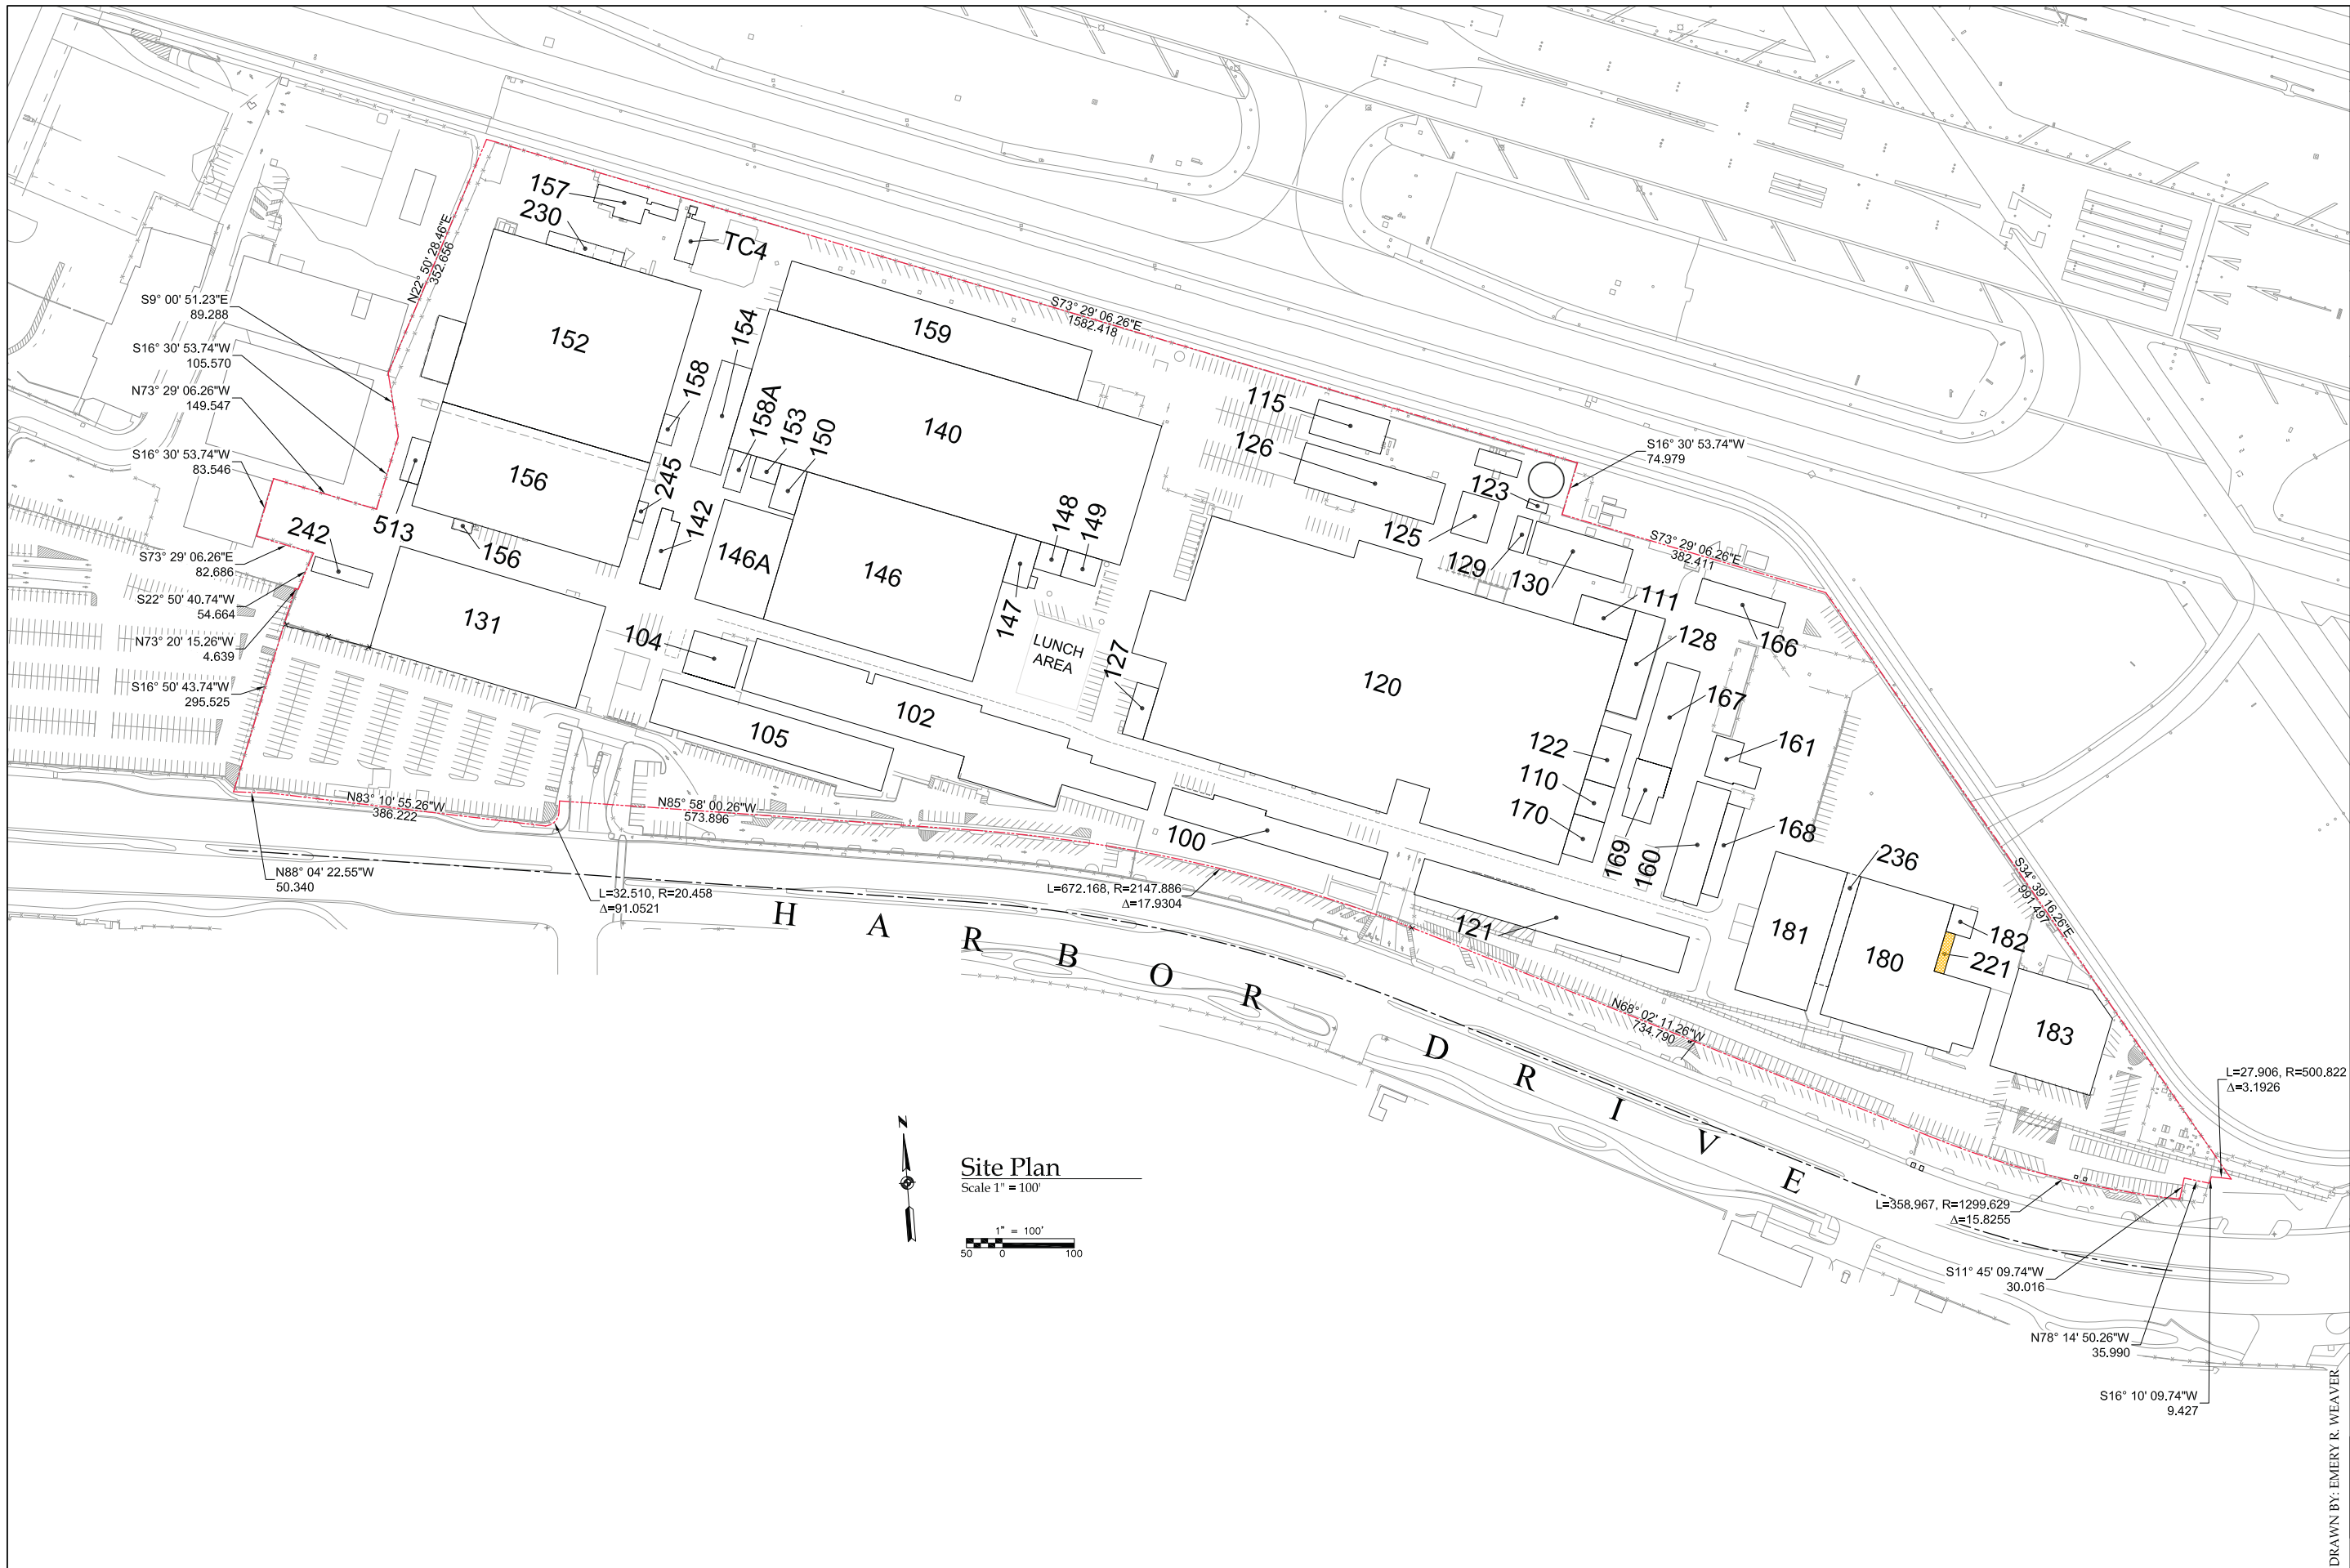 157
230
TC4
N22° 50' 28.46"E
352.656
S9° 00' 51.23"E
89.288
S73° 29' 06.26"E
1582.418
152
154
159
S16° 30' 53.74"W
105.570
N73° 29' 06.26"W
149.547
158
158A
153
150
140
115
126
S16° 30' 53.74"W
74.979
S16° 30' 53.74"W
83.546
156
245
142
123
125
242
513
156
146A
146
148
149
129
130
S73° 29' 06.26"E
382.411
S73° 29' 06.26"E
82.686
S22° 50' 40.74"W
54.664
N73° 20' 15.26"W
4.639
131
104
147
LUNCH
AREA
127
111
128
166
S16° 50' 43.74"W
295.525
105
102
120
167
122
161
110
170
N83° 10' 55.26"W
386.222
N85° 58' 00.26"W
573.896
100
169
160
168
236
N88° 04' 22.55"W
50.340
L=32.510, R=20.458
Δ=91.0521
L=672.168, R=2147.886
Δ=17.9304
S34° 39' 16.26"E
991.497
121
181
180
182
221
183
HARBOR
DRIVE
N68° 02' 11.26"W
734.790
L=27.906, R=500.822
Δ=3.1926
N
Site Plan
Scale 1" = 100'
1" = 100'
50 0 100
L=358.967, R=1299.629
Δ=15.8255
S11° 45' 09.74"W
30.016
N78° 14' 50.26"W
35.990
S16° 10' 09.74"W
9.427
DRAWN BY: EMERY R. WEAVER